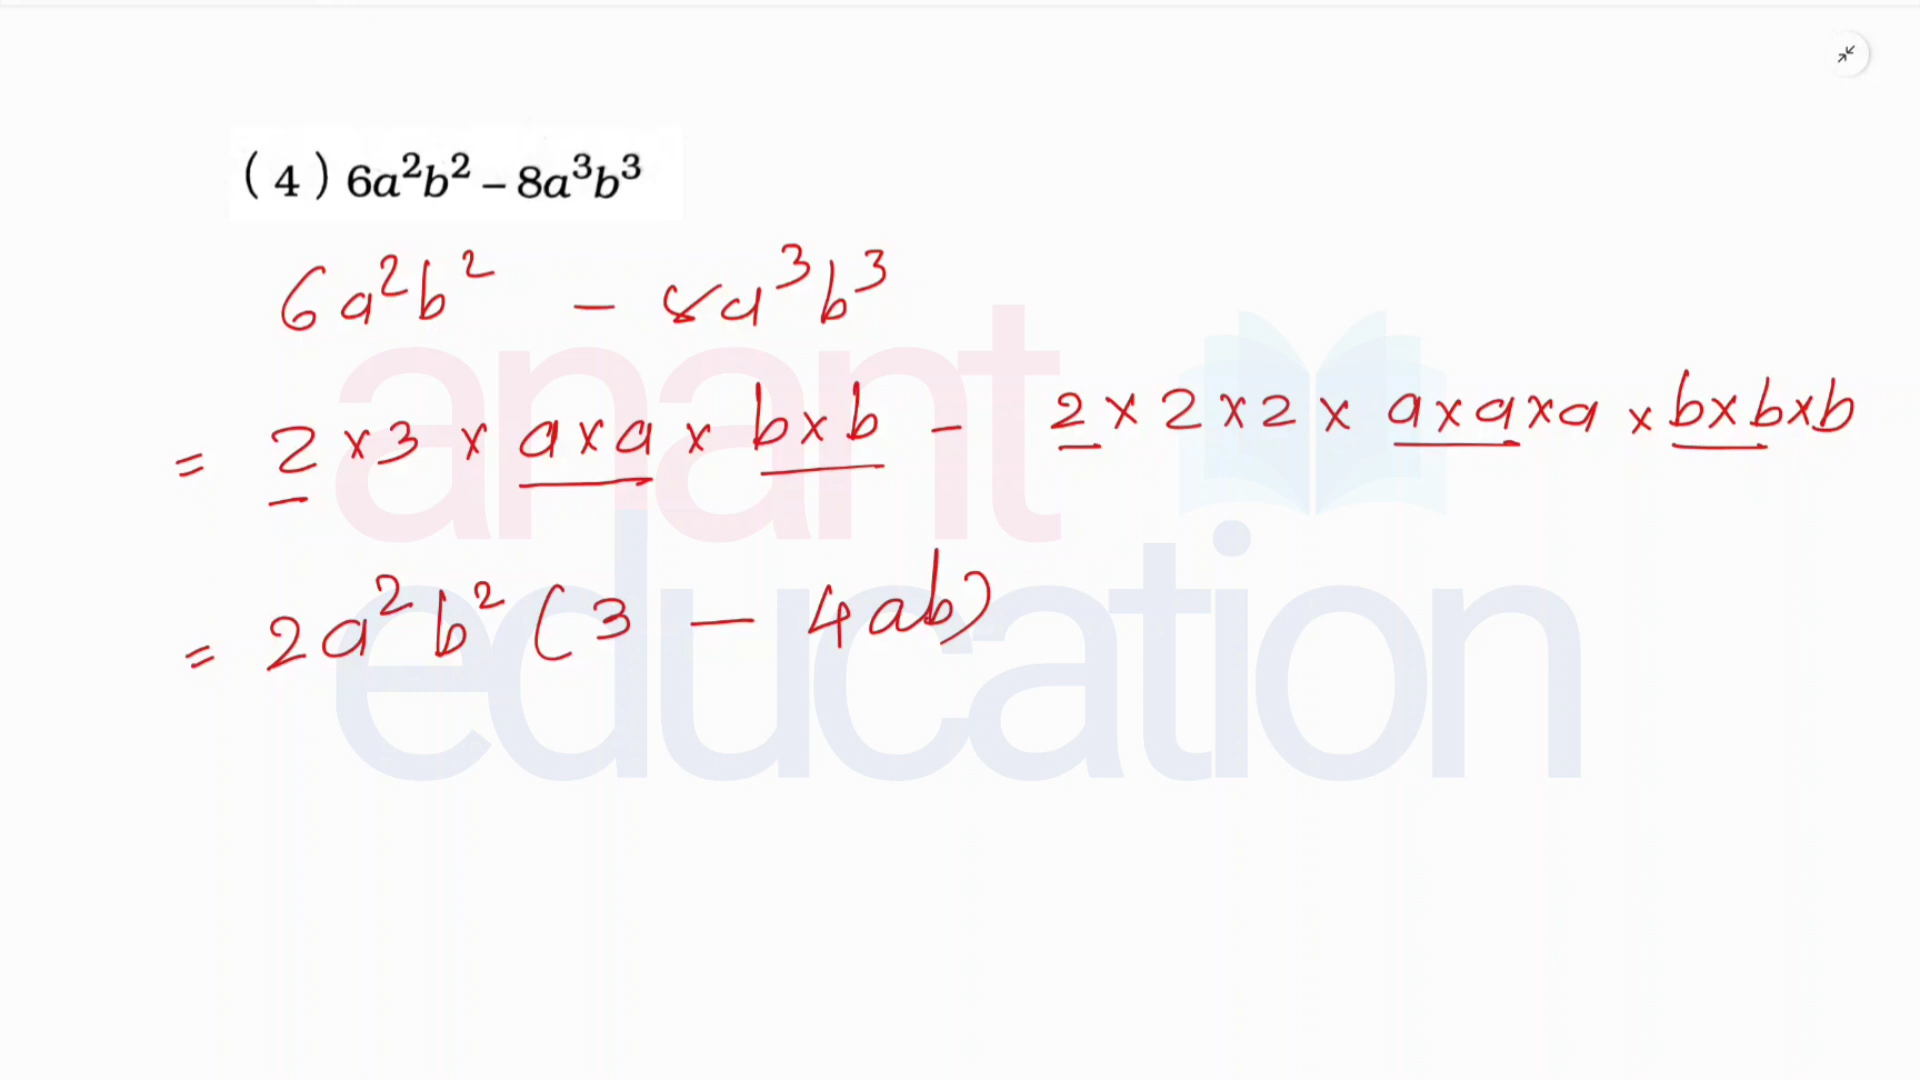 ( 4 ) 6a²b² – 8a³b³
6a²b² – 8a³b³
= 2 × 3 × a × a × b × b – 2 × 2 × 2 × a × a × a × b × b × b
= 2a²b² (3 – 4ab)
anant
education